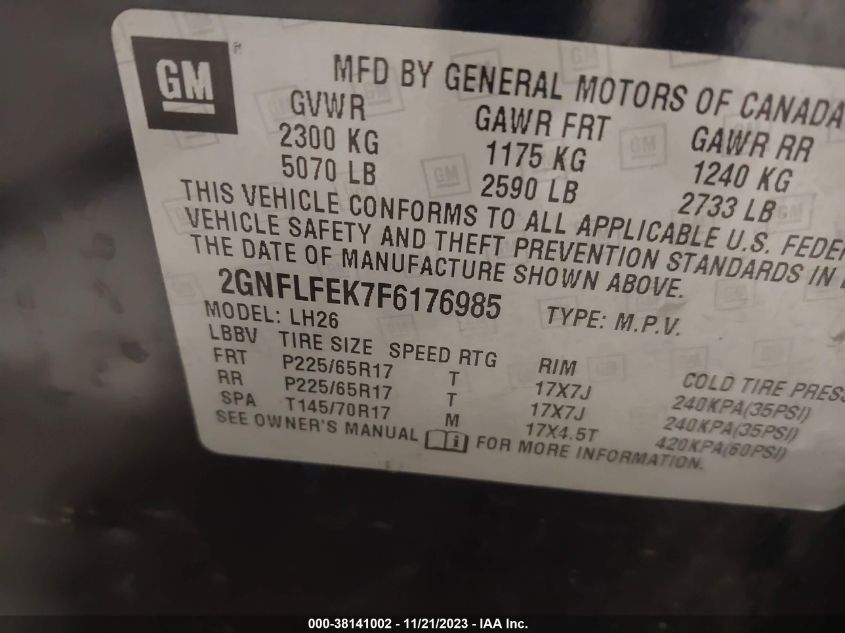 GM ®
MFD BY GENERAL MOTORS OF CANADA
GVWR GAWR FRT GAWR RR
2300 KG 1175 KG 1240 KG
5070 LB 2590 LB 2733 LB
THIS VEHICLE CONFORMS TO ALL APPLICABLE U.S. FEDER
VEHICLE SAFETY AND THEFT PREVENTION STANDARDS IN
THE DATE OF MANUFACTURE SHOWN ABOVE.
2GNFLFEK7F6176985 TYPE: M.P.V.
MODEL: LH26
LBBV TIRE SIZE SPEED RTG RIM COLD TIRE PRESS
FRT P225/65R17 T 17X7J 240KPA(35PSI)
RR P225/65R17 T 17X7J 240KPA(35PSI)
SPA T145/70R17 M 17X4.5T 420KPA(60PSI)
SEE OWNER'S MANUAL FOR MORE INFORMATION.
000-38141002 - 11/21/2023 - IAA Inc.